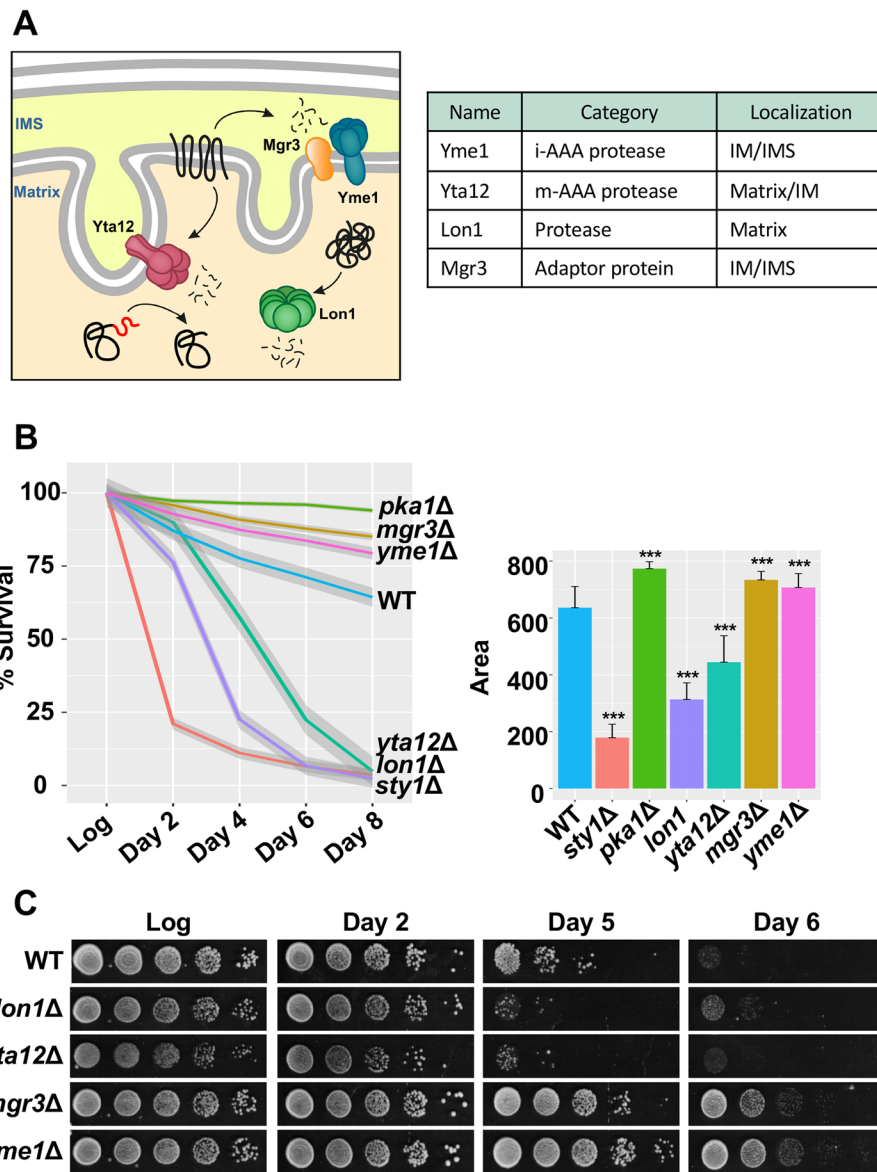 A
IMS
Matrix
Mgr3
Yme1
Yta12
Lon1
Name Category Localization
Yme1 i-AAA protease IM/IMS
Yta12 m-AAA protease Matrix/IM
Lon1 Protease Matrix
Mgr3 Adaptor protein IM/IMS
B
% Survival
100
75
50
25
0
Log Day 2 Day 4 Day 6 Day 8
pka1Δ
mgr3Δ
yme1Δ
WT
yta12Δ
lon1Δ
sty1Δ
Area
800
600
400
200
0
*** *** *** *** *** ***
WT sty1Δ pka1Δ lon1 yta12Δ mgr3Δ yme1Δ
C
Log Day 2 Day 5 Day 6
WT
lon1Δ
ta12Δ
mgr3Δ
me1Δ